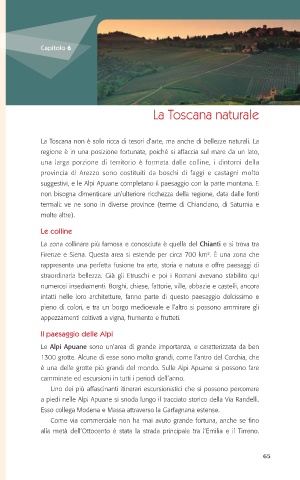 Capitolo 6
La Toscana naturale
La Toscana non è solo ricca di tesori d'arte, ma anche di bellezze naturali. La
regione è in una posizione fortunata, poiché si affaccia sul mare da un lato,
una larga porzione di territorio è formata dalle colline, i dintorni della
provincia di Arezzo sono costituiti da boschi di faggi e castagni molto
suggestivi, e le Alpi Apuane completano il paesaggio con la parte montana. E
non bisogna dimenticare un'ulteriore ricchezza della regione, data dalle fonti
termali: ve ne sono in diverse province (terme di Chianciano, di Saturnia e
molte altre).
Le colline
La zona collinare più famosa e conosciuta è quella del Chianti e si trova tra
Firenze e Siena. Questa area si estende per circa 700 km². È una zona che
rappresenta una perfetta fusione tra arte, storia e natura e offre paesaggi di
straordinaria bellezza. Già gli Etruschi e poi i Romani avevano stabilito qui
numerosi insediamenti. Borghi, chiese, fattorie, ville, abbazie e castelli, ancora
intatti nelle loro architetture, fanno parte di questo paesaggio dolcissimo e
pieno di colori, e tra un borgo medioevale e l'altro si possono ammirare gli
appezzamenti coltivati a vigna, frumento e frutteti.
Il paesaggio delle Alpi
Le Alpi Apuane sono un'area di grande importanza, e caratterizzata da ben
1300 grotte. Alcune di esse sono molto grandi, come l'antro del Corchia, che
è una delle grotte più grandi del mondo. Sulle Alpi Apuane si possono fare
camminate ed escursioni in tutti i periodi dell'anno.
Uno dei più affascinanti itinerari escursionistici che si possono percorrere
a piedi nelle Alpi Apuane si snoda lungo il tracciato storico della Via Randelli.
Esso collega Modena e Massa attraverso la Garfagnana estense.
Come via commerciale non ha mai avuto grande fortuna, anche se fino
alla metà dell'Ottocento è stata la strada principale tra l'Emilia e il Tirreno.
65